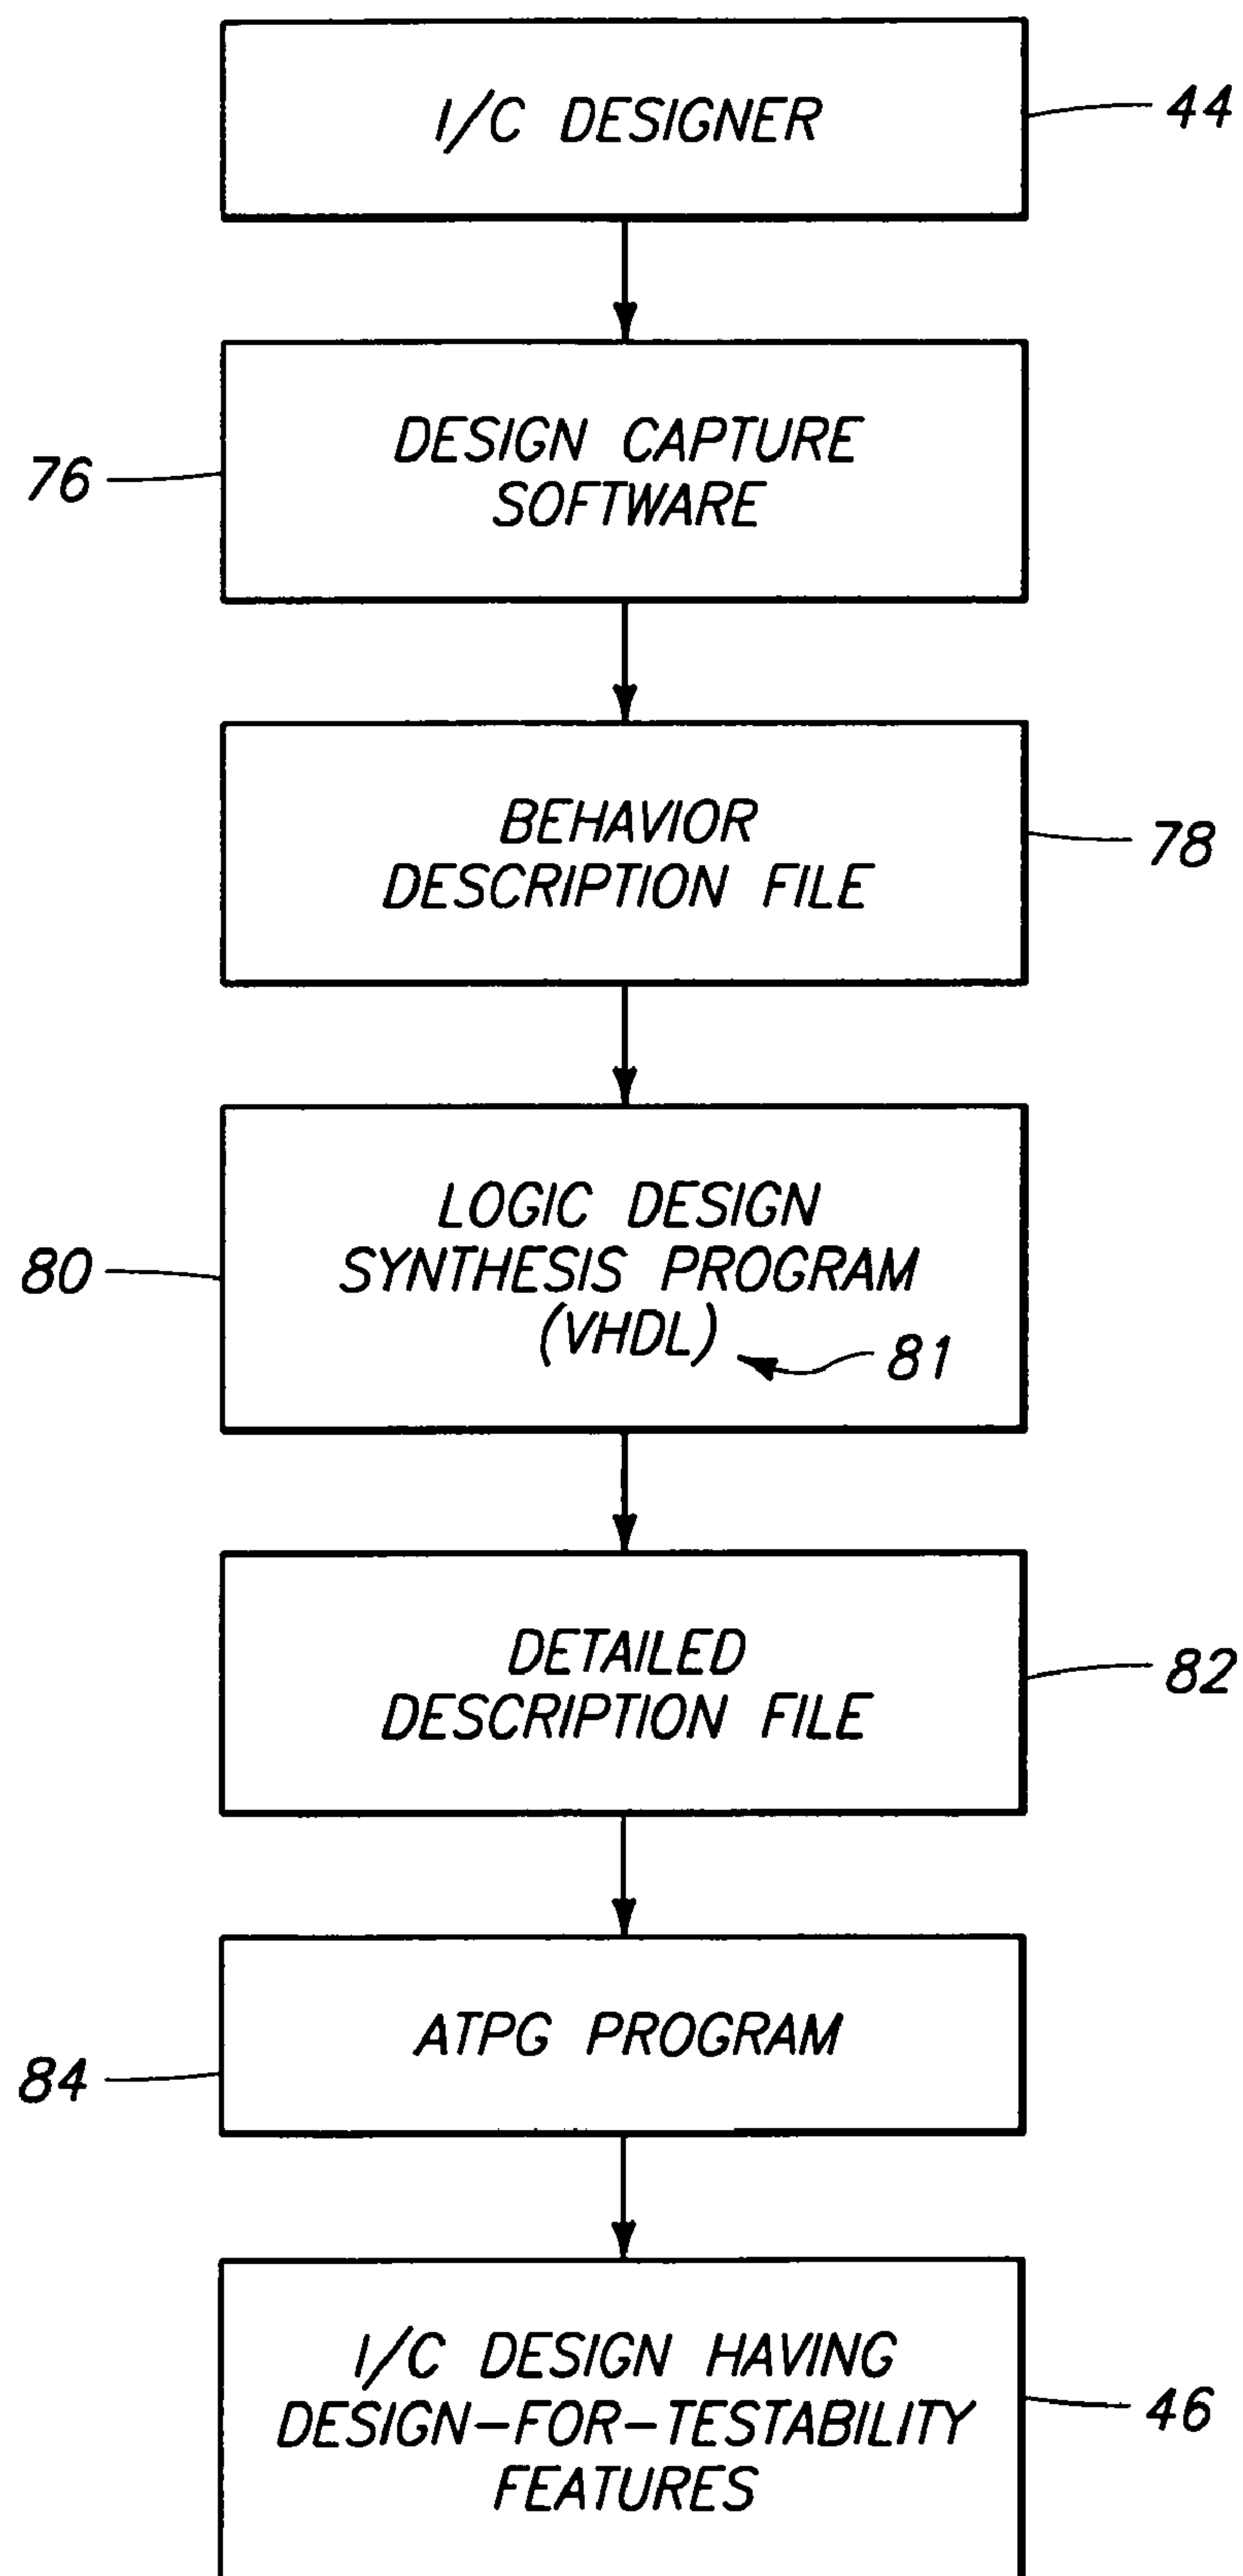 I/C DESIGNER
44
DESIGN CAPTURE
SOFTWARE
76
BEHAVIOR
DESCRIPTION FILE
78
LOGIC DESIGN
SYNTHESIS PROGRAM
(VHDL)
81
80
DETAILED
DESCRIPTION FILE
82
ATPG PROGRAM
84
I/C DESIGN HAVING
DESIGN-FOR-TESTABILITY
FEATURES
46